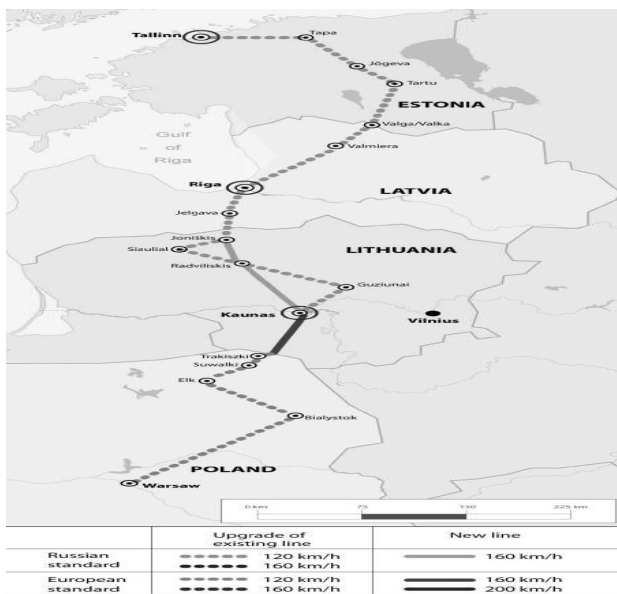 Tallinn
Tapa
Jõgeva
Tartu
ESTONIA
Valga/Valka
Gulf
of
Riga
Valmiera
Riga
LATVIA
Jelgava
Joniškis
Siauliai
LITHUANIA
Radviliskis
Guziunai
Kaunas
Vilnius
Trakiszki
Suwalki
Elk
Bialystok
POLAND
Warsaw
0 km 75 150 225 km
Upgrade of
existing line
New line
Russian
standard
120 km/h
160 km/h
160 km/h
European
standard
120 km/h
160 km/h
160 km/h
200 km/h